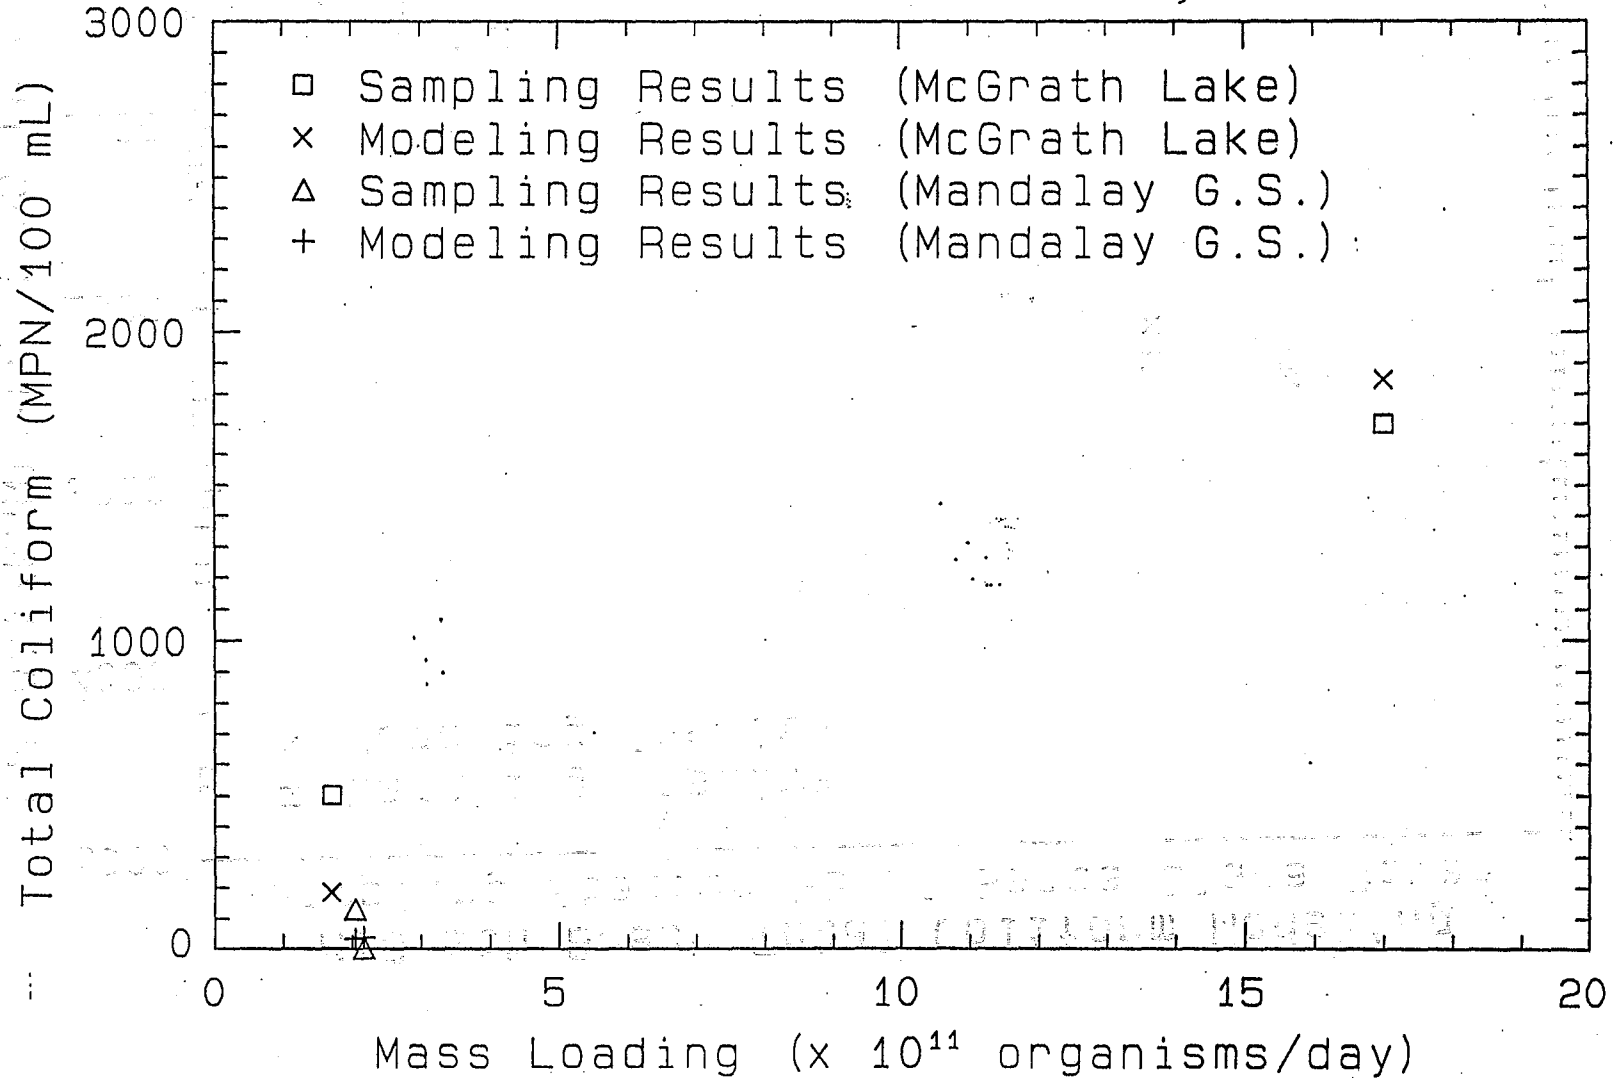 3000
2000
1000
0
Total Coliform (MPN/100 mL)
□ Sampling Results (McGrath Lake)
× Modeling Results (McGrath Lake)
△ Sampling Results (Mandalay G.S.)
+ Modeling Results (Mandalay G.S.)
0 5 10 15 20
Mass Loading (x 10¹¹ organisms/day)